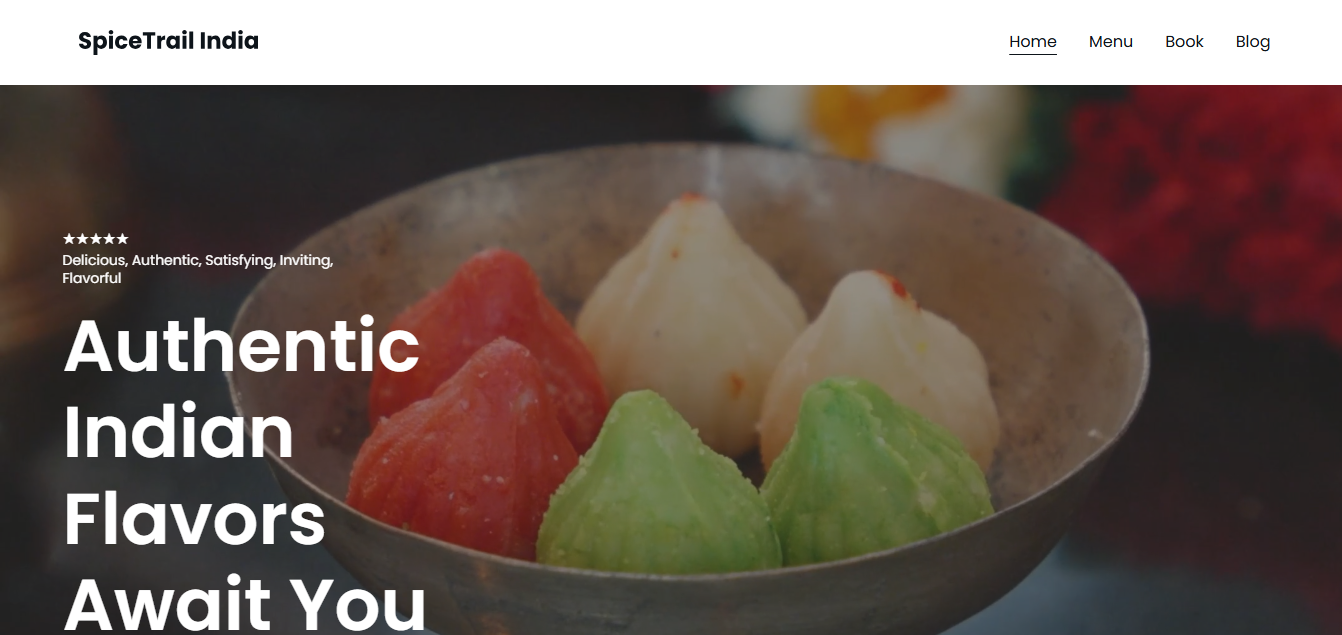 SpiceTrail India
Home Menu Book Blog
★★★★★
Delicious, Authentic, Satisfying, Inviting,
Flavorful
Authentic
Indian
Flavors
Await You